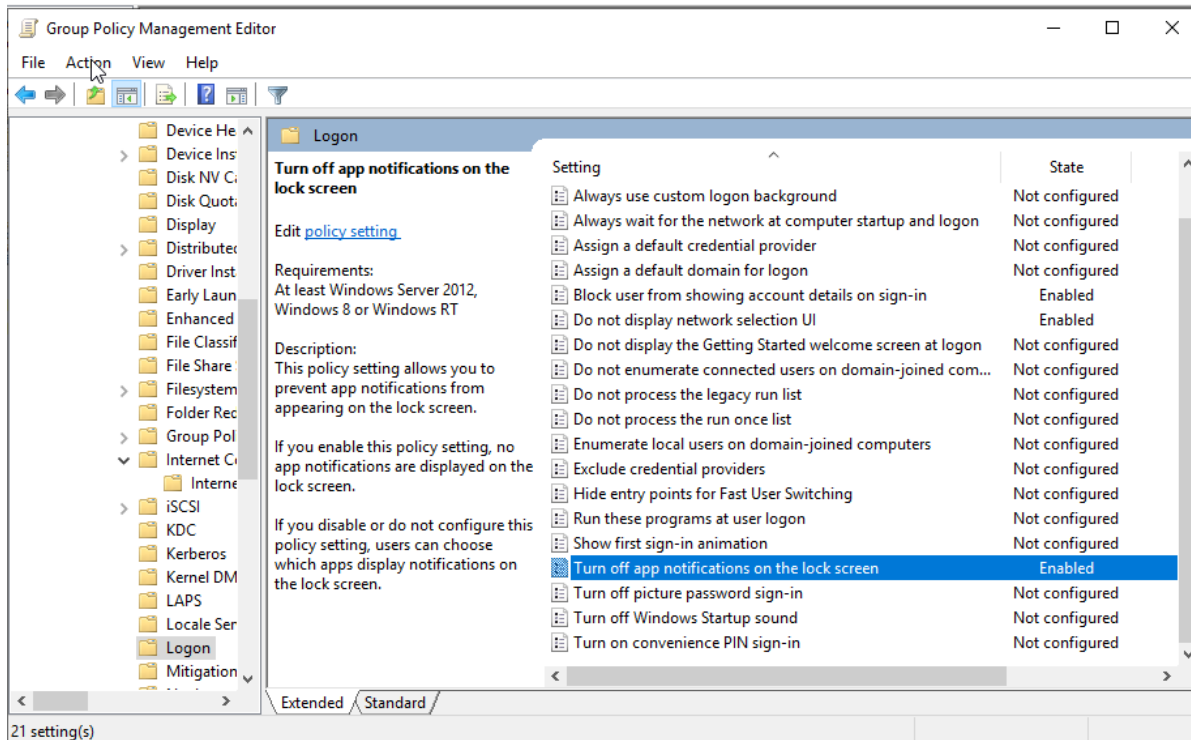 Group Policy Management Editor
File Action View Help
Device He
Device Ins
Disk NV Ca
Disk Quota
Display
Distributed
Driver Inst
Early Laun
Enhanced
File Classif
File Share
Filesystem
Folder Red
Group Pol
Internet Co
Interne
iSCSI
KDC
Kerberos
Kernel DM
LAPS
Locale Ser
Logon
Mitigation
Logon
Turn off app notifications on the
lock screen
Edit policy setting
Requirements:
At least Windows Server 2012,
Windows 8 or Windows RT
Description:
This policy setting allows you to
prevent app notifications from
appearing on the lock screen.
If you enable this policy setting, no
app notifications are displayed on the
lock screen.
If you disable or do not configure this
policy setting, users can choose
which apps display notifications on
the lock screen.
Setting State
Always use custom logon background Not configured
Always wait for the network at computer startup and logon Not configured
Assign a default credential provider Not configured
Assign a default domain for logon Not configured
Block user from showing account details on sign-in Enabled
Do not display network selection UI Enabled
Do not display the Getting Started welcome screen at logon Not configured
Do not enumerate connected users on domain-joined com... Not configured
Do not process the legacy run list Not configured
Do not process the run once list Not configured
Enumerate local users on domain-joined computers Not configured
Exclude credential providers Not configured
Hide entry points for Fast User Switching Not configured
Run these programs at user logon Not configured
Show first sign-in animation Not configured
Turn off app notifications on the lock screen Enabled
Turn off picture password sign-in Not configured
Turn off Windows Startup sound Not configured
Turn on convenience PIN sign-in Not configured
Extended Standard
21 setting(s)